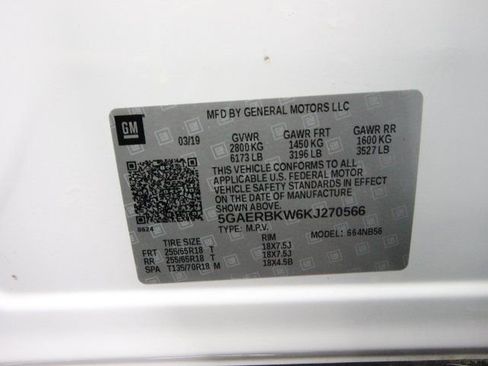 MFD BY GENERAL MOTORS LLC
GM
03/19
GVWR GAWR FRT GAWR RR
2800 KG 1450 KG 1600 KG
6173 LB 3196 LB 3527 LB
THIS VEHICLE CONFORMS TO ALL
APPLICABLE U.S. FEDERAL MOTOR
VEHICLE SAFETY STANDARDS IN EFFECT
ON THE DATE OF MANUFACTURE
SHOWN ABOVE.
5GAERBKW6KJ270566
TYPE: M.P.V. MODEL: 664NB56
8624
TIRE SIZE RIM
FRT 255/65R18 T 18X7.5J
RR 255/65R18 T 18X7.5J
SPA T135/70R18 M 18X4.5B